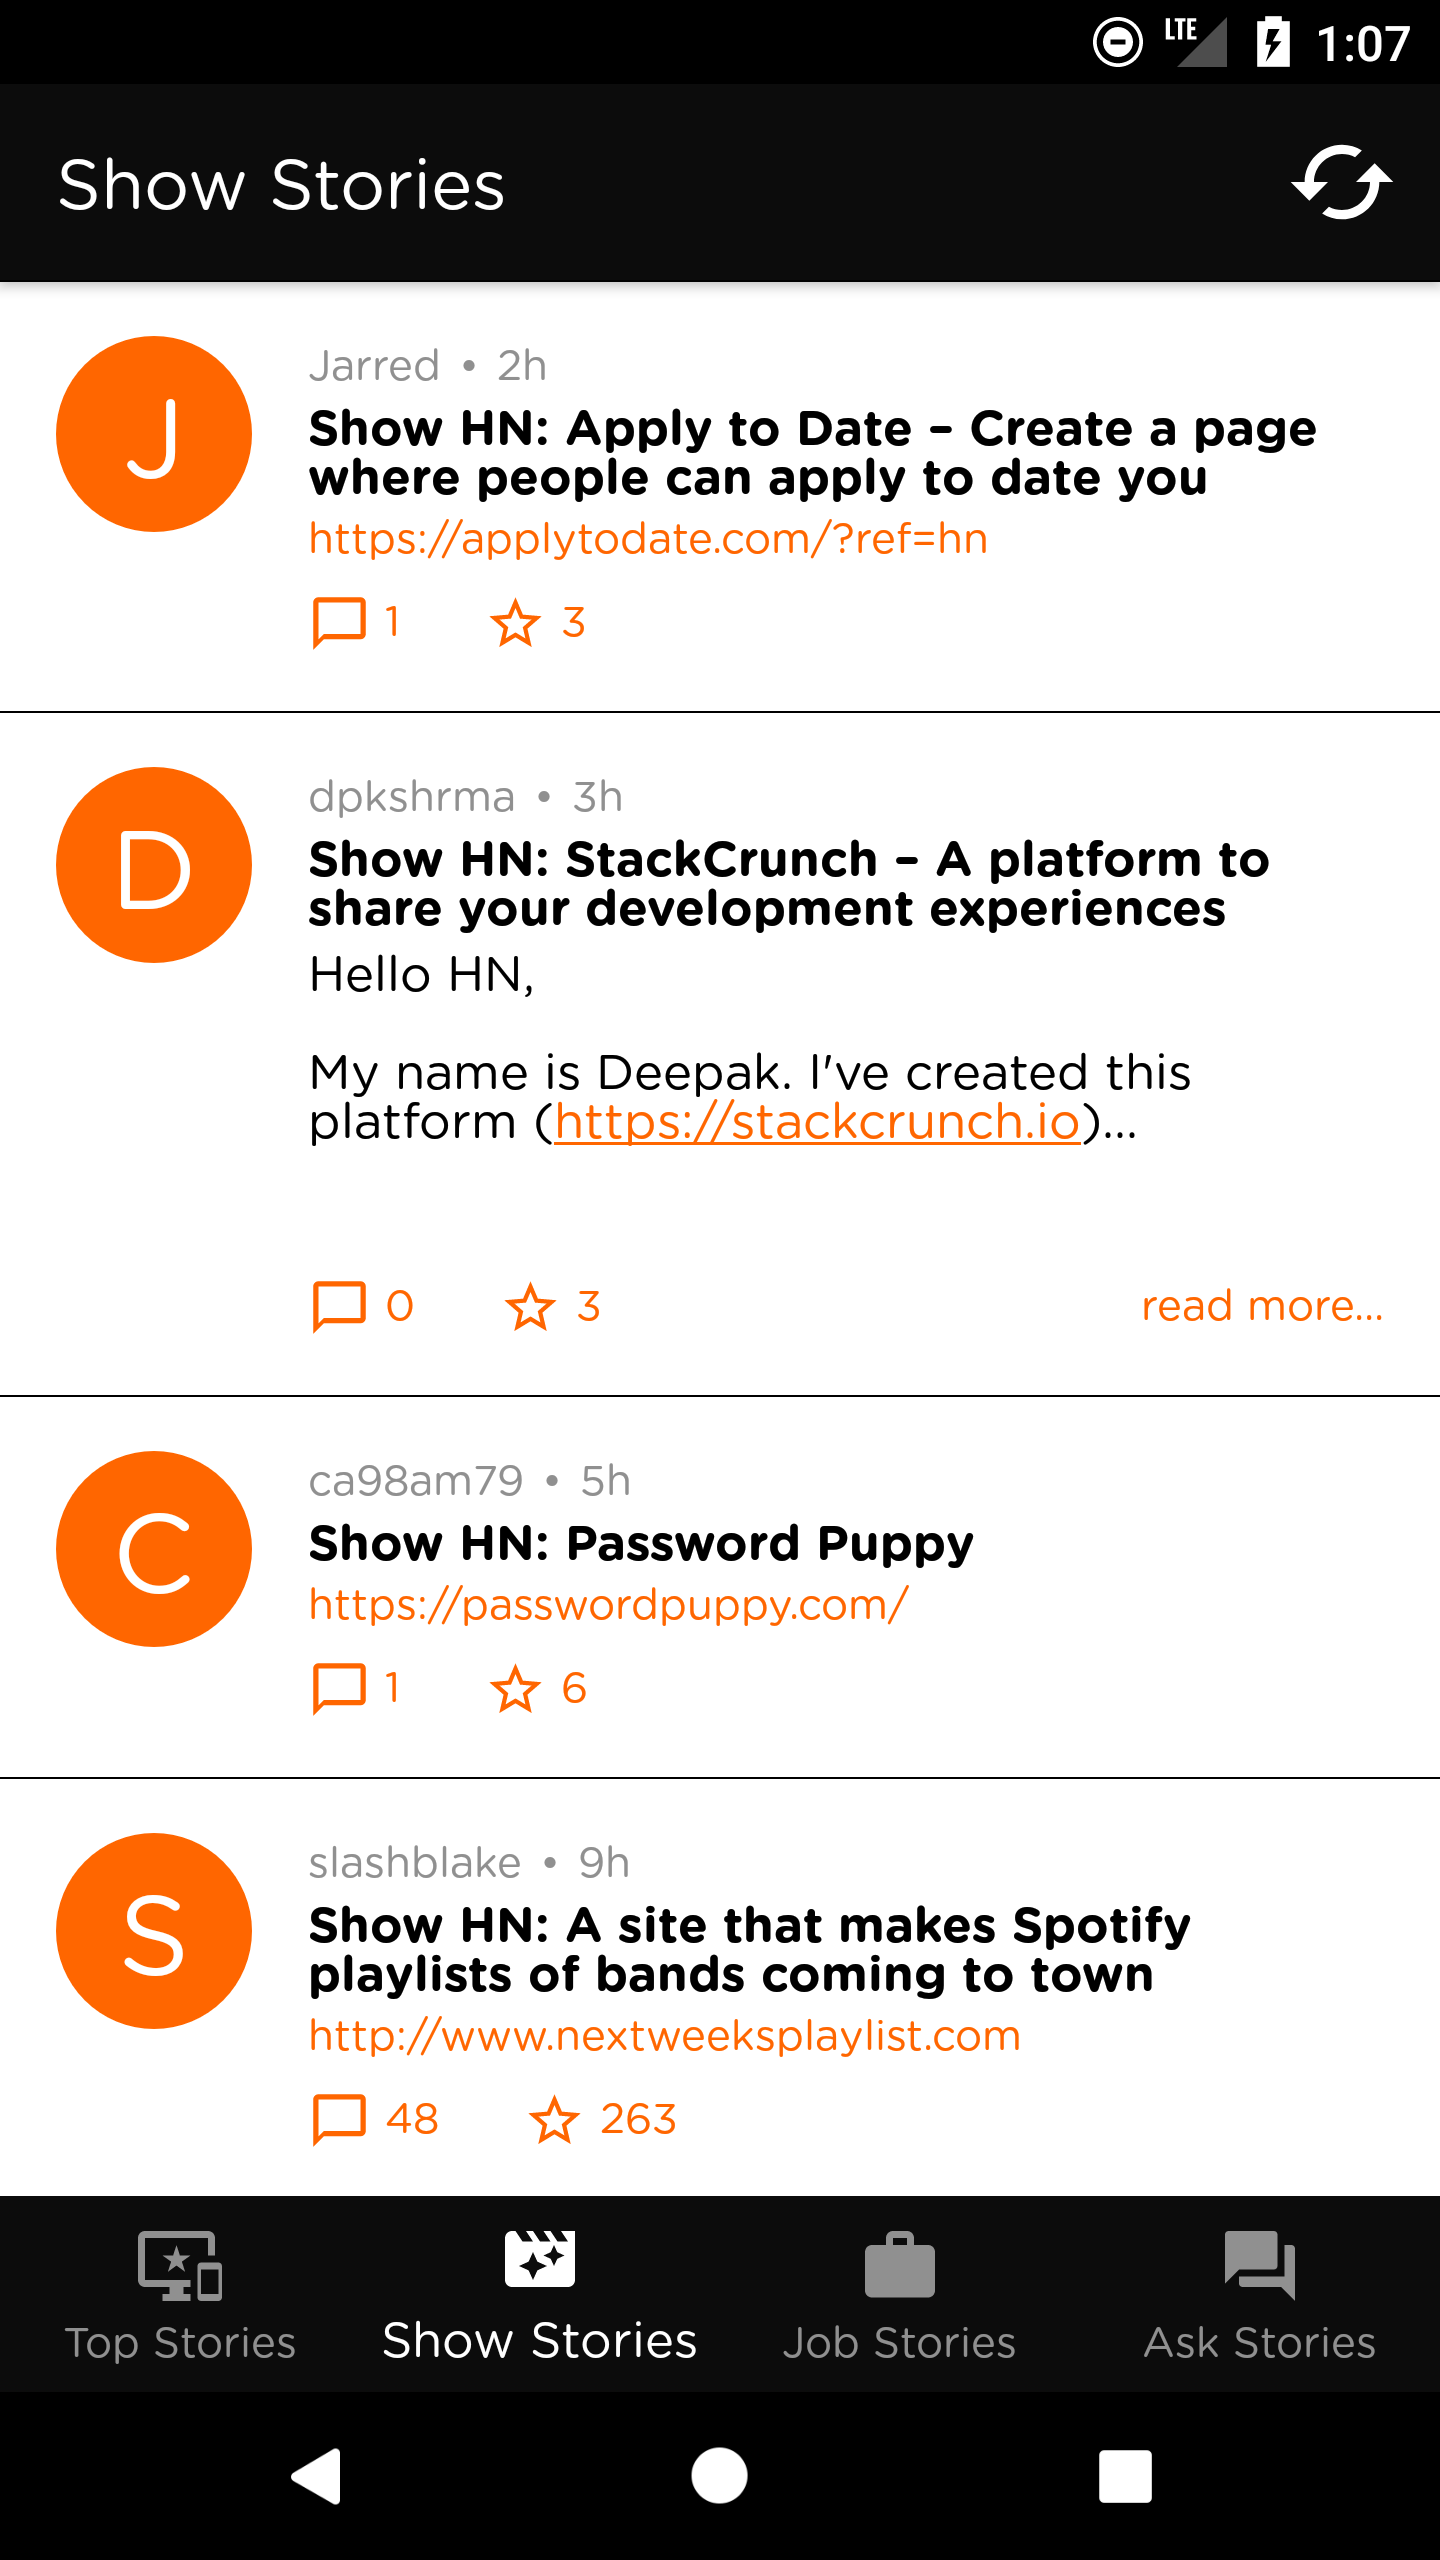 LTE 1:07
Show Stories
J
Jarred • 2h
Show HN: Apply to Date – Create a page
where people can apply to date you
https://applytodate.com/?ref=hn
1 3
D
dpkshrma • 3h
Show HN: StackCrunch – A platform to
share your development experiences
Hello HN,
My name is Deepak. I've created this
platform (https://stackcrunch.io)...
0 3 read more...
C
ca98am79 • 5h
Show HN: Password Puppy
https://passwordpuppy.com/
1 6
S
slashblake • 9h
Show HN: A site that makes Spotify
playlists of bands coming to town
http://www.nextweeksplaylist.com
48 263
Top Stories Show Stories Job Stories Ask Stories